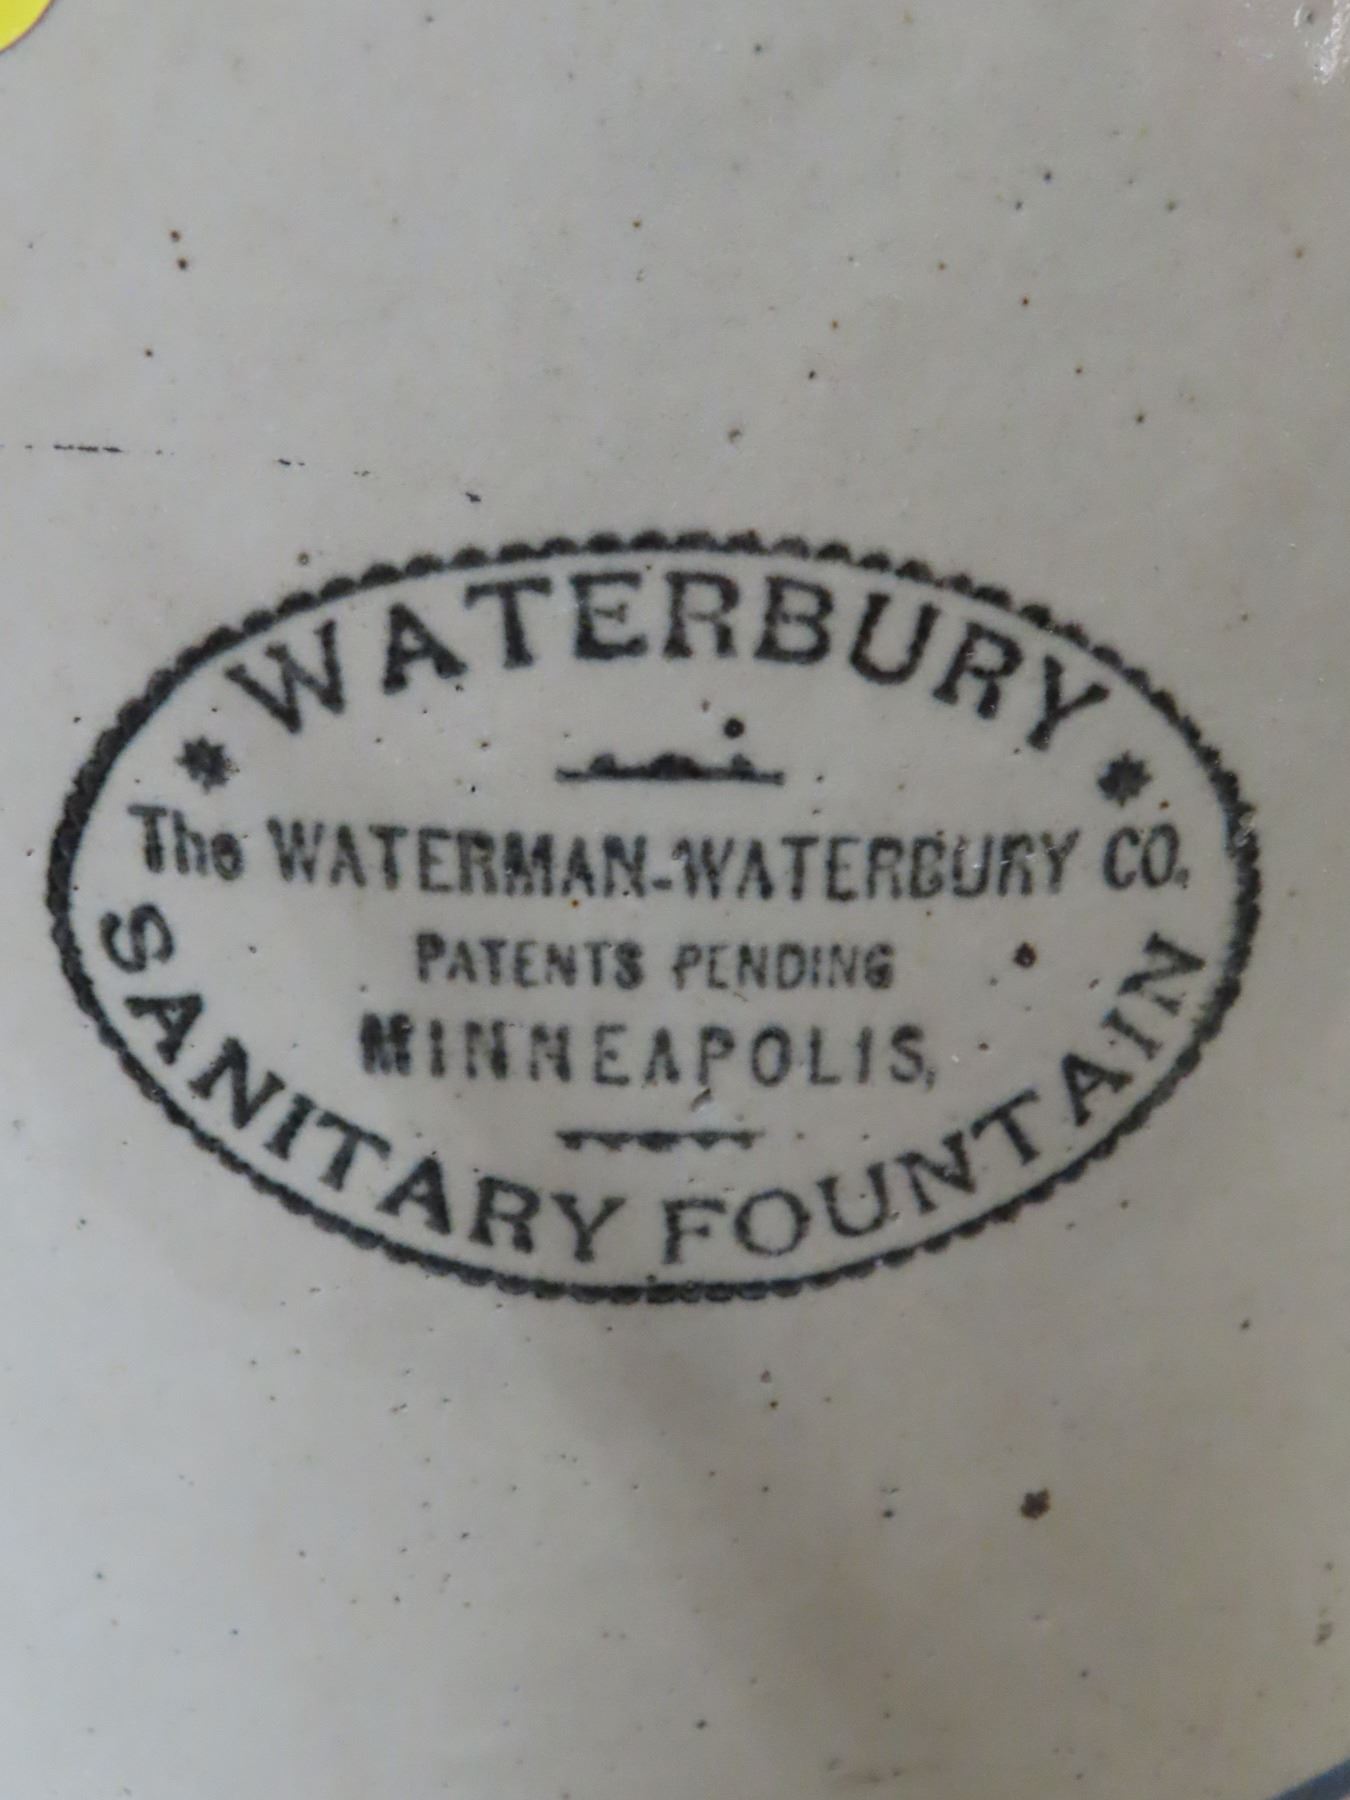 WATERBURY
The WATERMAN-WATERBURY CO.
PATENTS PENDING
MINNEAPOLIS,
SANITARY FOUNTAIN